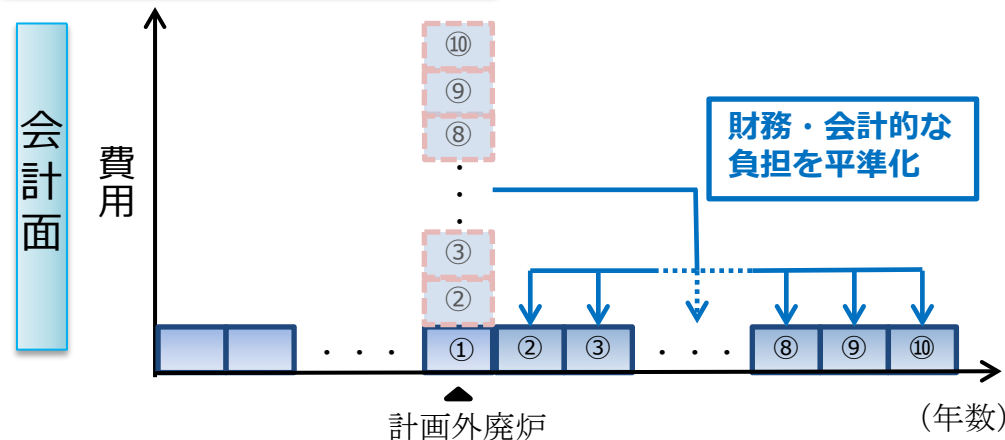 会計面
費用
⑩
⑨
⑧
・・・
③
②
財務・会計的な
負担を平準化
・・・
① ② ③ ・・・ ⑧ ⑨ ⑩
計画外廃炉
(年数)